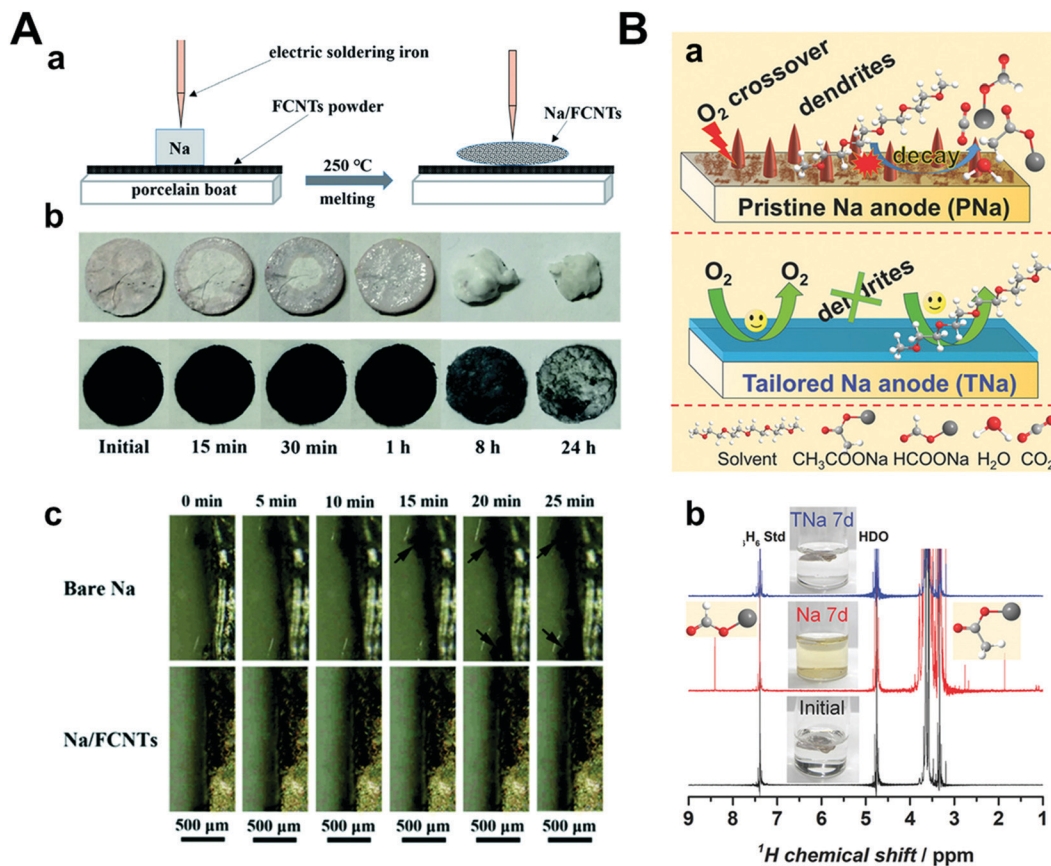 A
a
electric soldering iron
FCNTs powder
Na
porcelain boat
250 ℃
melting
Na/FCNTs
b
Initial
15 min
30 min
1 h
8 h
24 h
c
0 min
5 min
10 min
15 min
20 min
25 min
Bare Na
Na/FCNTs
500 μm
500 μm
500 μm
500 μm
500 μm
500 μm
B
a
O2 crossover
dendrites
decay
Pristine Na anode (PNa)
O2
O2
dendrites
Tailored Na anode (TNa)
Solvent
CH3COONa
HCOONa
H2O
CO2
b
H6 Std
TNa 7d
HDO
Na 7d
Initial
9
8
7
6
5
4
3
2
1
1H chemical shift / ppm